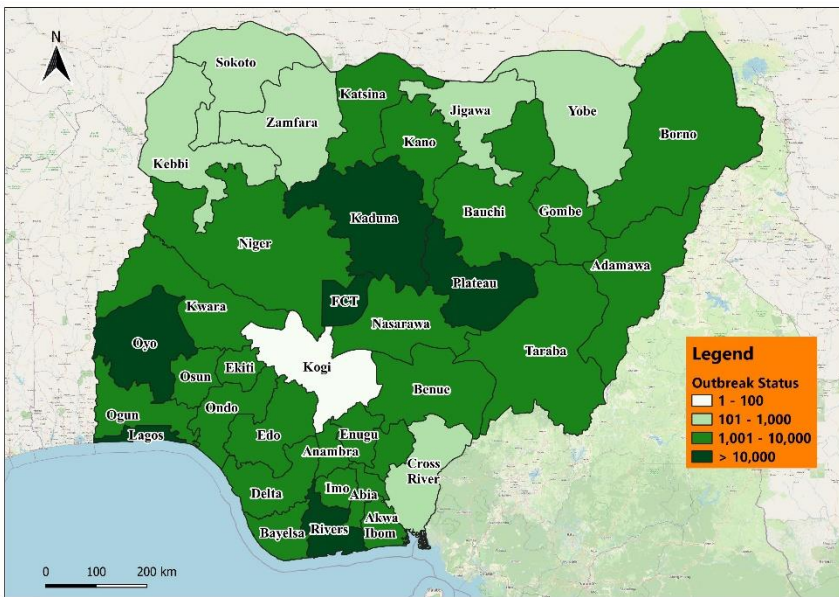 N
Sokoto
Katsina
Zamfara
Jigawa
Yobe
Kano
Borno
Kebbi
Kaduna
Bauchi
Gombe
Niger
Adamawa
Plateau
FCT
Kwara
Nasarawa
Oyo
Taraba
Kogi
Ekiti
Osun
Benue
Ogun
Ondo
Lagos
Edo
Enugu
Anambra
Cross
River
Delta
Imo
Abia
Akwa
Ibom
Bayelsa
Rivers
Legend
Outbreak Status
1 - 100
101 - 1,000
1,001 - 10,000
> 10,000
0 100 200 km